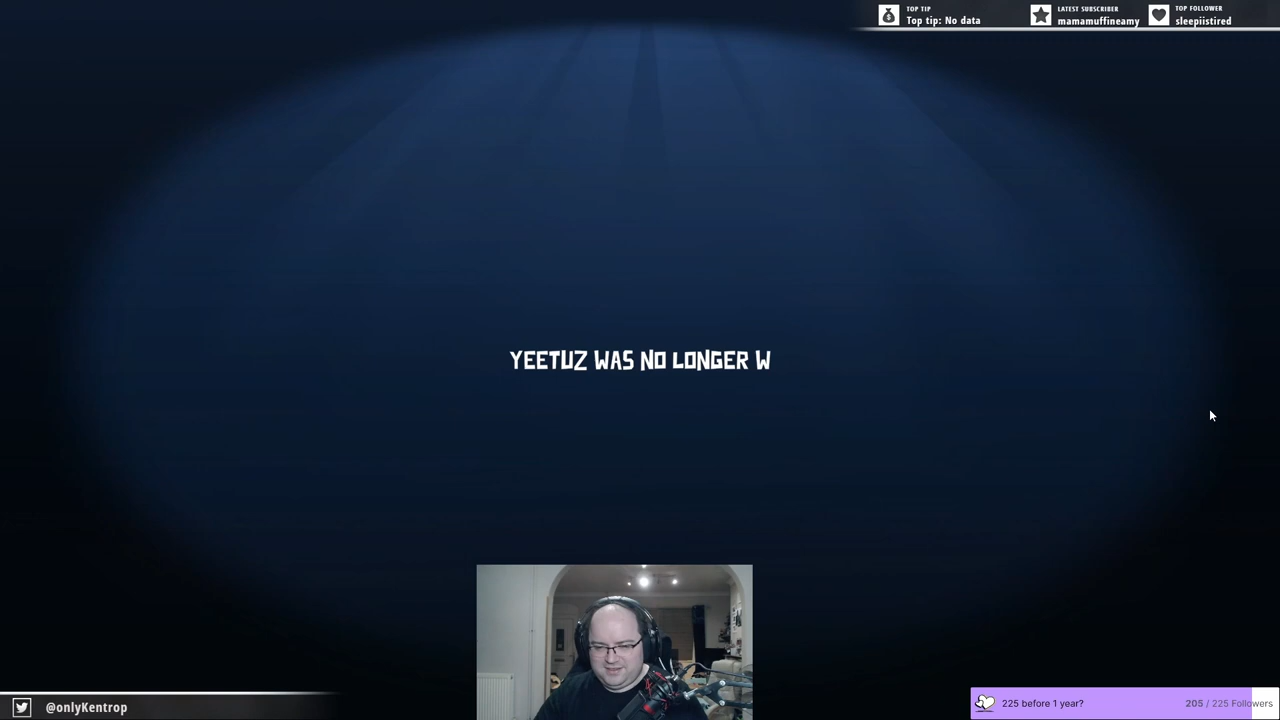 TOP TIP
Top tip: No data
LATEST SUBSCRIBER
mamamuffineamy
TOP FOLLOWER
sleepiistired
YEETUZ WAS NO LONGER W
@onlyKentrop
225 before 1 year?
205 / 225 Followers